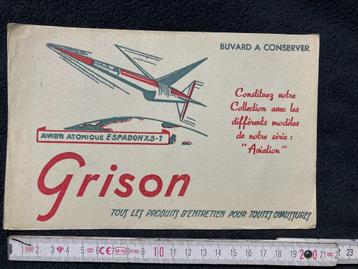 BUVARD A CONSERVER
Constituez votre
Collection avec les
différents modèles
de notre série :
"Aviation"
AVION ATOMIQUE ESPADON XS-1
Grison
TOUS LES PRODUITS D'ENTRETIEN POUR TOUTES CHAUSSURES